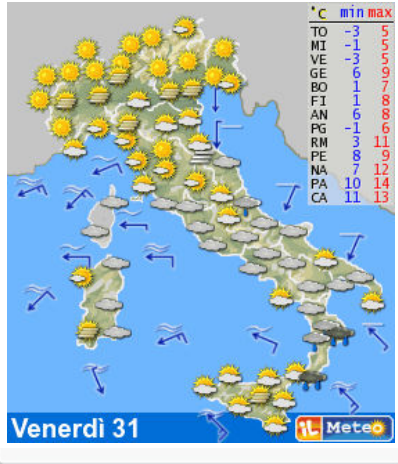 °C min max
TO -3 5
MI -1 5
VE -3 5
GE 6 9
BO 1 7
FI 1 8
AN 6 8
PG -1 6
RM 3 11
PE 8 9
NA 7 12
PA 10 14
CA 11 13
Venerdì 31
iL Meteo